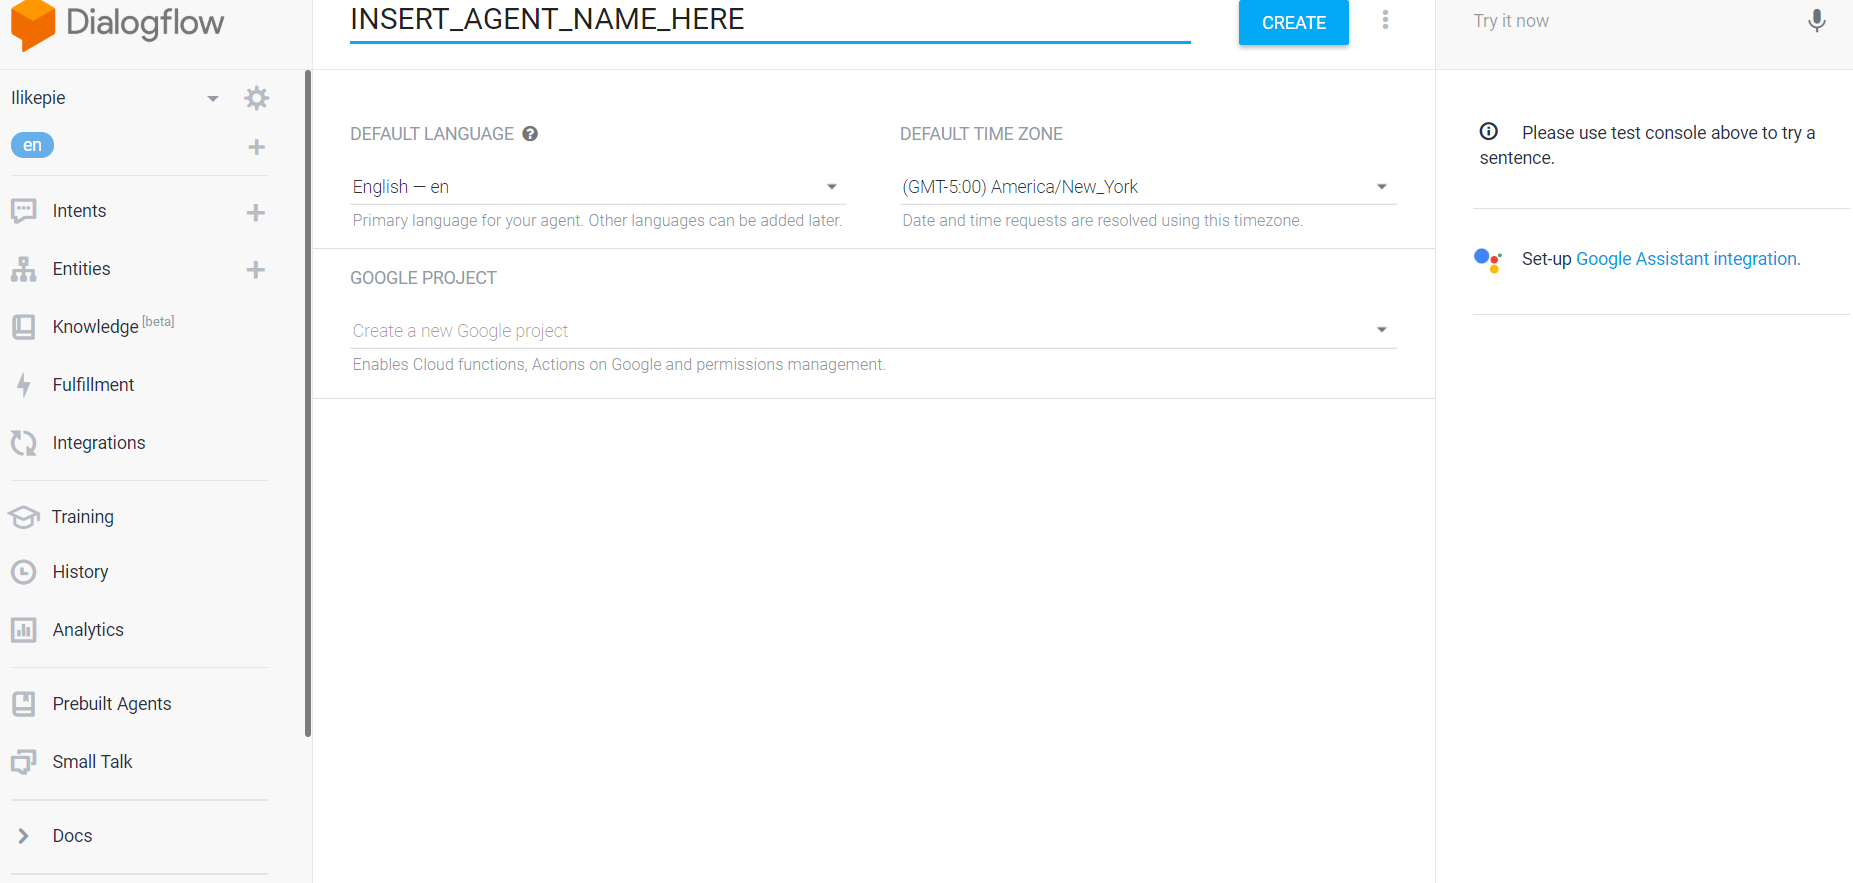 Dialogflow
INSERT_AGENT_NAME_HERE
CREATE
Try it now
Ilikepie
en
Intents
Entities
Knowledge [beta]
Fulfillment
Integrations
Training
History
Analytics
Prebuilt Agents
Small Talk
Docs
DEFAULT LANGUAGE ?
English — en
Primary language for your agent. Other languages can be added later.
DEFAULT TIME ZONE
(GMT-5:00) America/New_York
Date and time requests are resolved using this timezone.
GOOGLE PROJECT
Create a new Google project
Enables Cloud functions, Actions on Google and permissions management.
Please use test console above to try a
sentence.
Set-up Google Assistant integration.